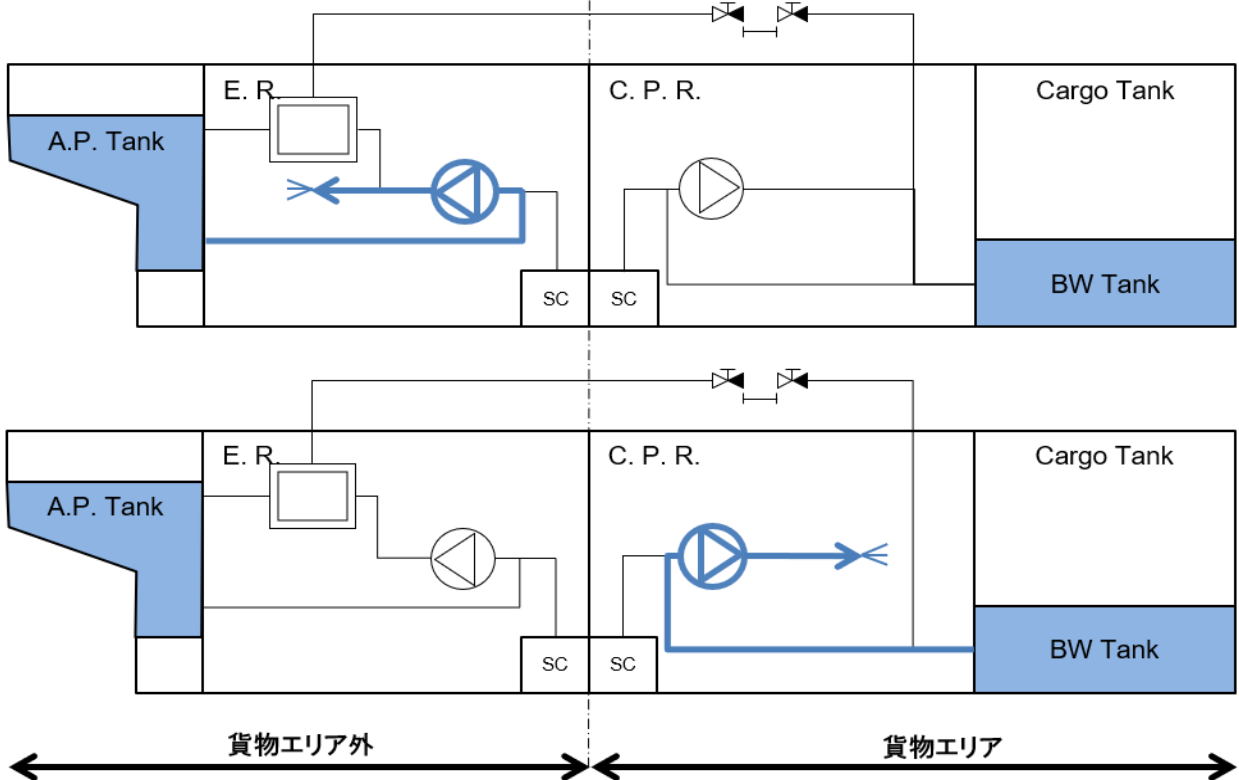 E. R.
C. P. R.
Cargo Tank
A.P. Tank
SC
SC
BW Tank
E. R.
C. P. R.
Cargo Tank
A.P. Tank
SC
SC
BW Tank
貨物エリア外
貨物エリア